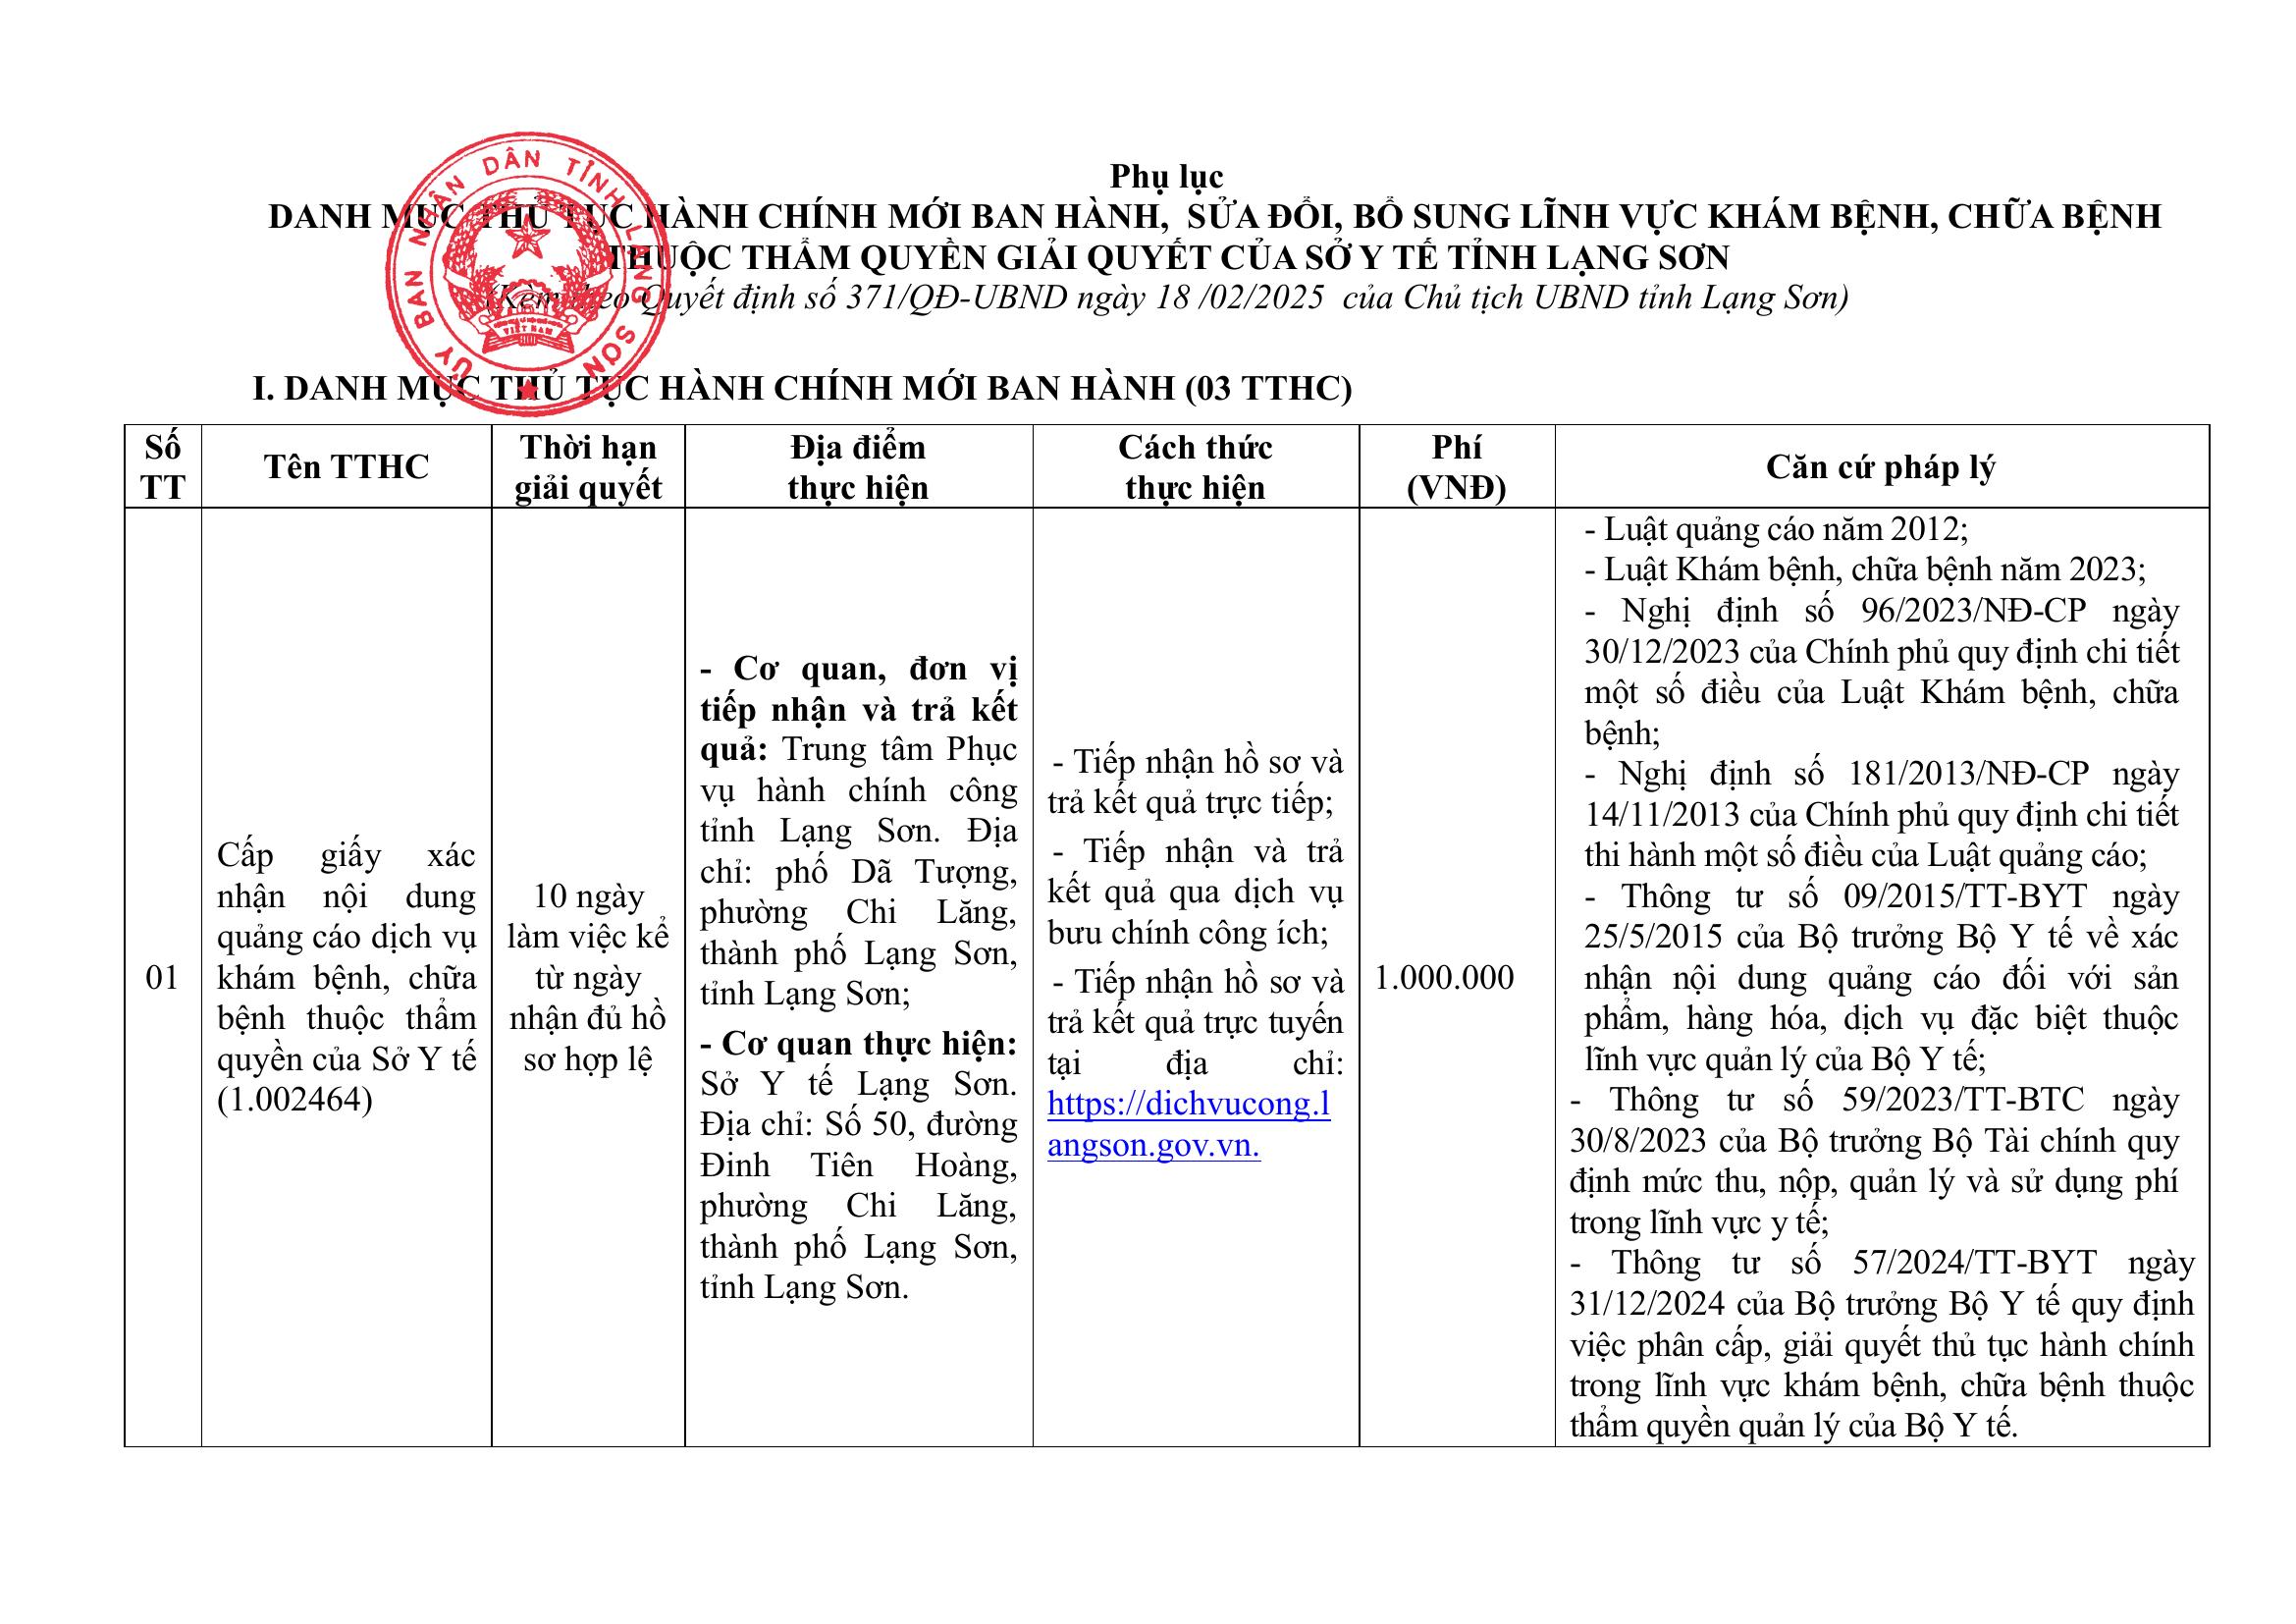 Phụ lục
DANH MỤC THỦ TỤC HÀNH CHÍNH MỚI BAN HÀNH, SỬA ĐỔI, BỔ SUNG LĨNH VỰC KHÁM BỆNH, CHỮA BỆNH
THUỘC THẨM QUYỀN GIẢI QUYẾT CỦA SỞ Y TẾ TỈNH LẠNG SƠN
(Kèm theo Quyết định số 371/QĐ-UBND ngày 18 /02/2025 của Chủ tịch UBND tỉnh Lạng Sơn)
ỦY BAN NHÂN DÂN TỈNH LẠNG SƠN
VIỆT NAM
I. DANH MỤC THỦ TỤC HÀNH CHÍNH MỚI BAN HÀNH (03 TTHC)
Số
TT
Tên TTHC
Thời hạn
giải quyết
Địa điểm
thực hiện
Cách thức
thực hiện
Phí
(VNĐ)
Căn cứ pháp lý
01
Cấp giấy xác
nhận nội dung
quảng cáo dịch vụ
khám bệnh, chữa
bệnh thuộc thẩm
quyền của Sở Y tế
(1.002464)
10 ngày
làm việc kể
từ ngày
nhận đủ hồ
sơ hợp lệ
- Cơ quan, đơn vị
tiếp nhận và trả kết
quả: Trung tâm Phục
vụ hành chính công
tỉnh Lạng Sơn. Địa
chỉ: phố Dã Tượng,
phường Chi Lăng,
thành phố Lạng Sơn,
tỉnh Lạng Sơn;
- Cơ quan thực hiện:
Sở Y tế Lạng Sơn.
Địa chỉ: Số 50, đường
Đinh Tiên Hoàng,
phường Chi Lăng,
thành phố Lạng Sơn,
tỉnh Lạng Sơn.
- Tiếp nhận hồ sơ và
trả kết quả trực tiếp;
- Tiếp nhận và trả
kết quả qua dịch vụ
bưu chính công ích;
- Tiếp nhận hồ sơ và
trả kết quả trực tuyến
tại địa chỉ:
https://dichvucong.l
angson.gov.vn.
1.000.000
- Luật quảng cáo năm 2012;
- Luật Khám bệnh, chữa bệnh năm 2023;
- Nghị định số 96/2023/NĐ-CP ngày
30/12/2023 của Chính phủ quy định chi tiết
một số điều của Luật Khám bệnh, chữa
bệnh;
- Nghị định số 181/2013/NĐ-CP ngày
14/11/2013 của Chính phủ quy định chi tiết
thi hành một số điều của Luật quảng cáo;
- Thông tư số 09/2015/TT-BYT ngày
25/5/2015 của Bộ trưởng Bộ Y tế về xác
nhận nội dung quảng cáo đối với sản
phẩm, hàng hóa, dịch vụ đặc biệt thuộc
lĩnh vực quản lý của Bộ Y tế;
- Thông tư số 59/2023/TT-BTC ngày
30/8/2023 của Bộ trưởng Bộ Tài chính quy
định mức thu, nộp, quản lý và sử dụng phí
trong lĩnh vực y tế;
- Thông tư số 57/2024/TT-BYT ngày
31/12/2024 của Bộ trưởng Bộ Y tế quy định
việc phân cấp, giải quyết thủ tục hành chính
trong lĩnh vực khám bệnh, chữa bệnh thuộc
thẩm quyền quản lý của Bộ Y tế.